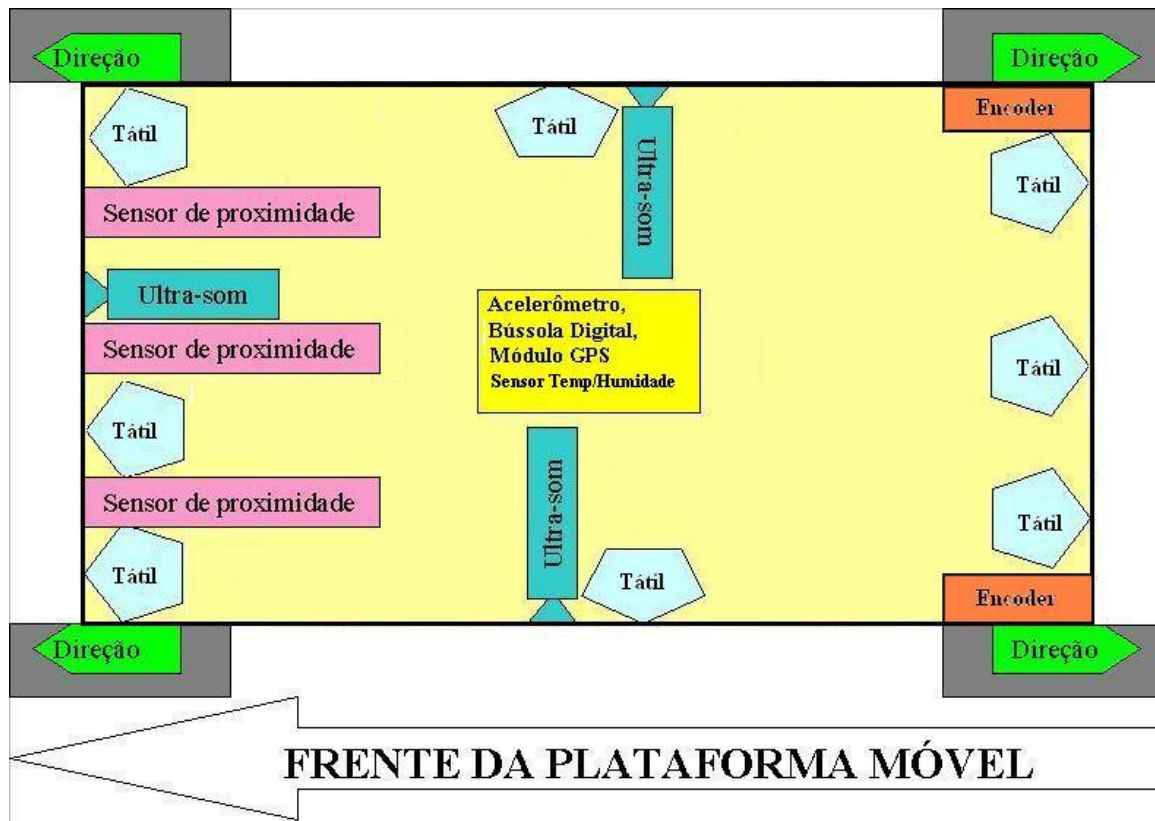 Direção
Direção
Tátil
Tátil
Ultra-som
Encoder
Tátil
Sensor de proximidade
Ultra-som
Sensor de proximidade
Acelerômetro,
Bússola Digital,
Módulo GPS
Sensor Temp/Humidade
Tátil
Tátil
Sensor de proximidade
Ultra-som
Tátil
Tátil
Tátil
Encoder
Direção
Direção
FRENTE DA PLATAFORMA MÓVEL